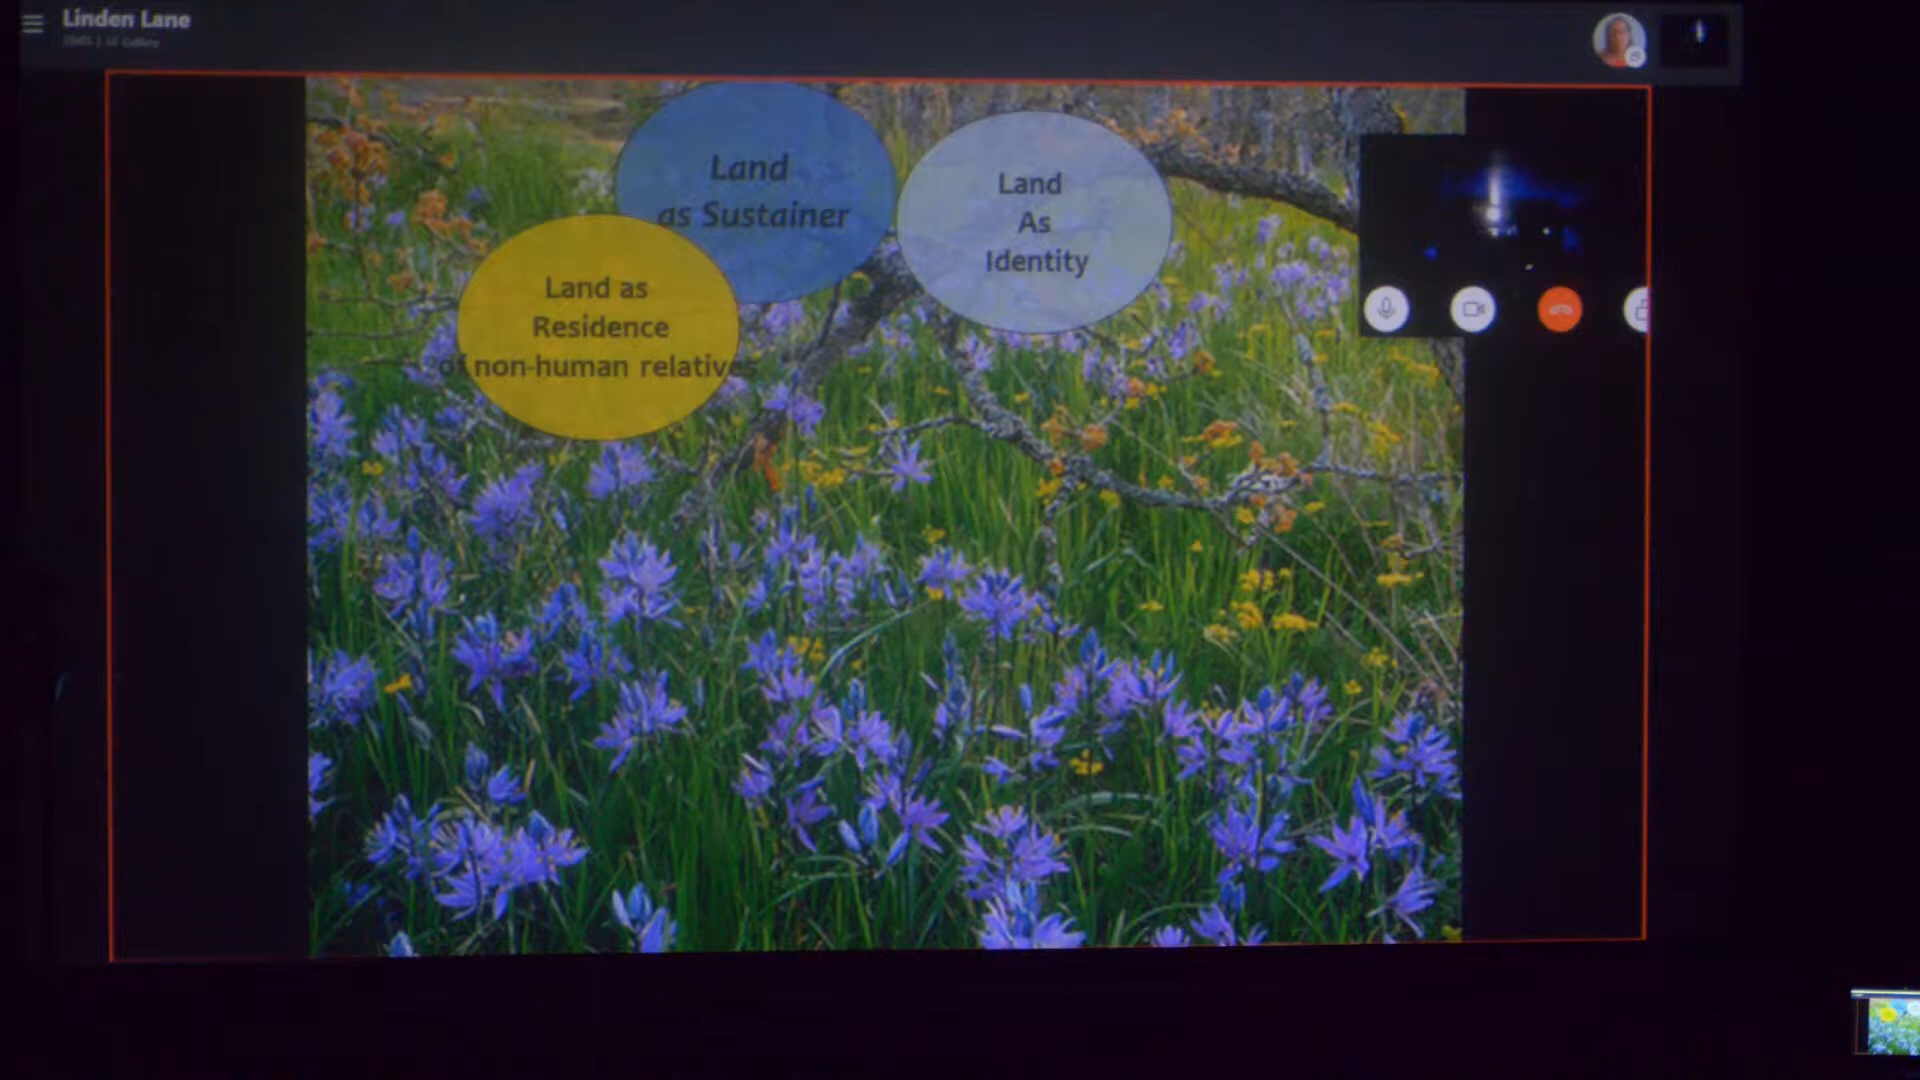 Linden Lane
Land
as Sustainer
Land
As
Identity
Land as
Residence
of non-human relatives